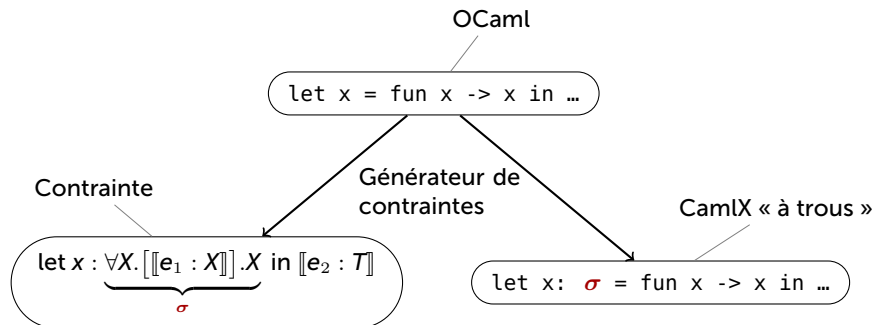 OCaml
let x = fun x -> x in …
Générateur de
contraintes
Contrainte
CamlX « à trous »
let x : ∀X.[⟦e₁ : X⟧].X in ⟦e₂ : T⟧
σ
let x: σ = fun x -> x in …